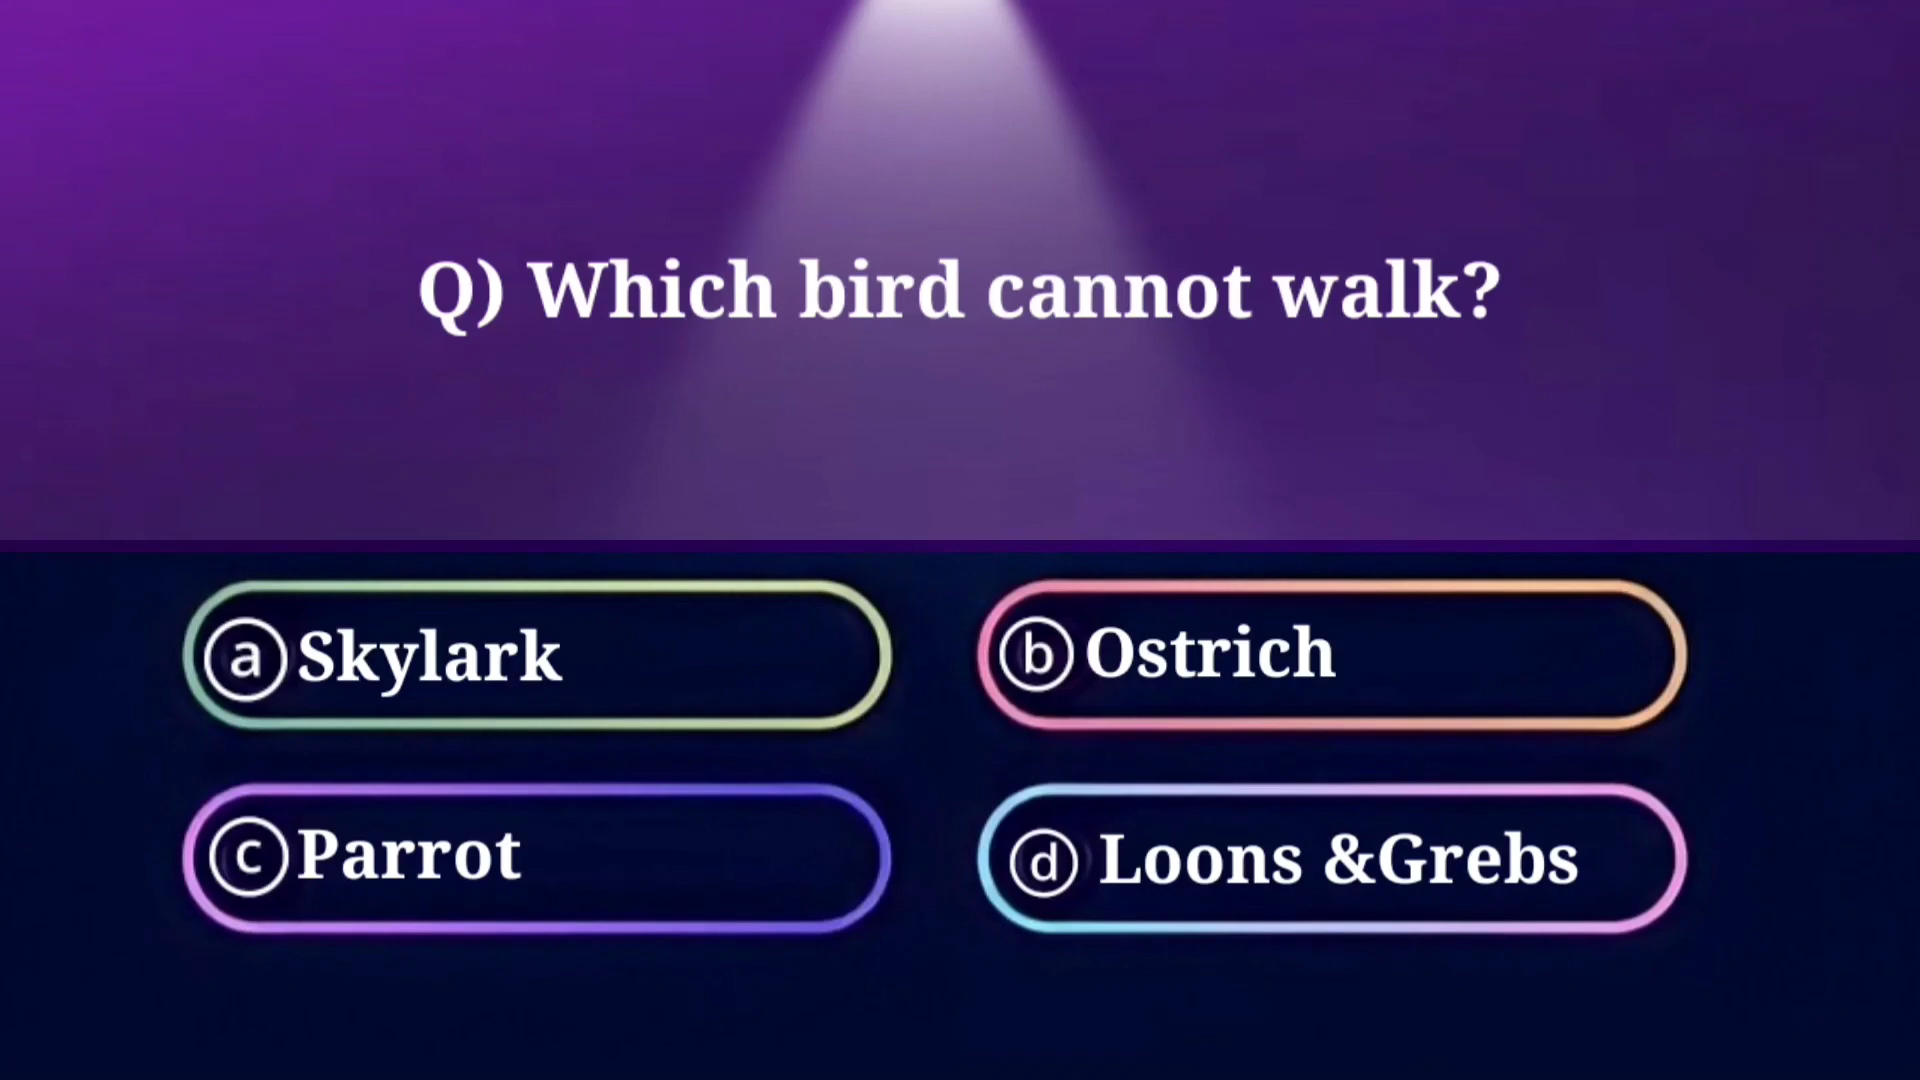 Q) Which bird cannot walk?
ⓐ Skylark
ⓑ Ostrich
ⓒ Parrot
ⓓ Loons &Grebs